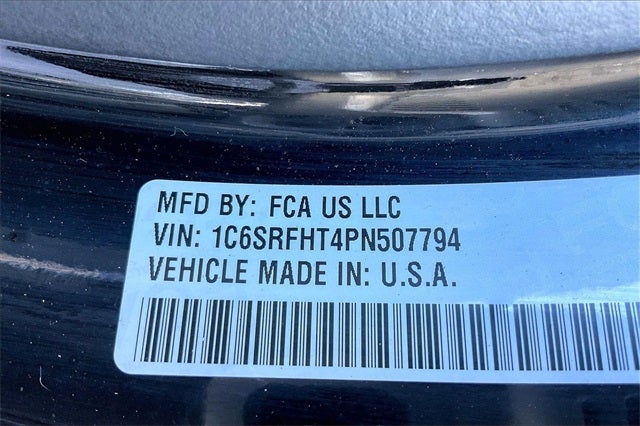 MFD BY: FCA US LLC
VIN: 1C6SRFHT4PN507794
VEHICLE MADE IN: U.S.A.